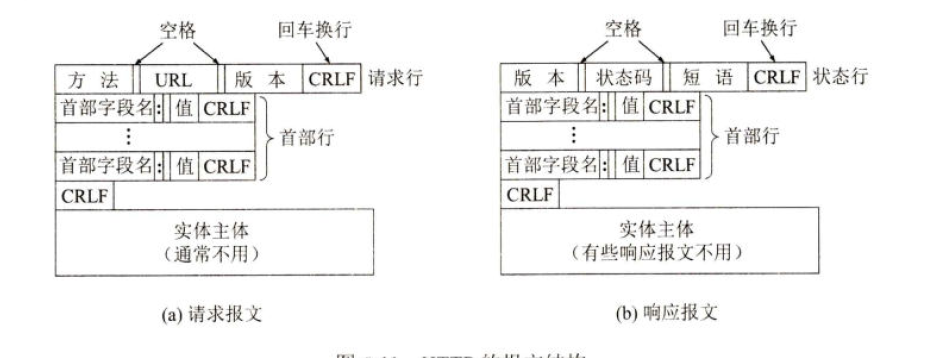 空格 回车换行
方 法 URL 版 本 CRLF 请求行
首部字段名: 值 CRLF
⋮
首部行
首部字段名: 值 CRLF
CRLF
实体主体
（通常不用）
(a) 请求报文
空格 回车换行
版 本 状态码 短 语 CRLF 状态行
首部字段名: 值 CRLF
⋮
首部行
首部字段名: 值 CRLF
CRLF
实体主体
（有些响应报文不用）
(b) 响应报文